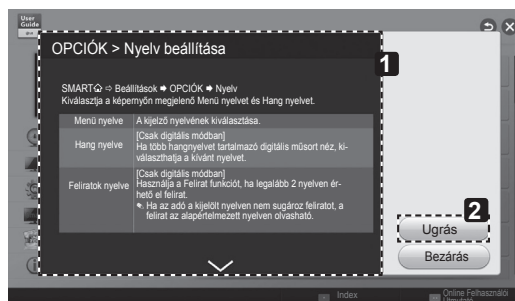 User
Guide
OPCIÓK > Nyelv beállítása
1
SMART ⇨ Beállítások ➡ OPCIÓK ➡ Nyelv
Kiválasztja a képernyőn megjelenő Menü nyelvet és Hang nyelvet.
Menü nyelve A kijelző nyelvének kiválasztása.
Hang nyelve [Csak digitális módban]
Ha több hangnyelvet tartalmazó digitális műsort néz, ki-
választhatja a kívánt nyelvet.
Feliratok nyelve [Csak digitális módban]
Használja a Felirat funkciót, ha legalább 2 nyelven ér-
hető el felirat.
Ha az adó a kijelölt nyelven nem sugároz feliratot, a
felirat az alapértelmezett nyelven olvasható.
2
Ugrás
Bezárás
Index
Online Felhasználói
Útmutató